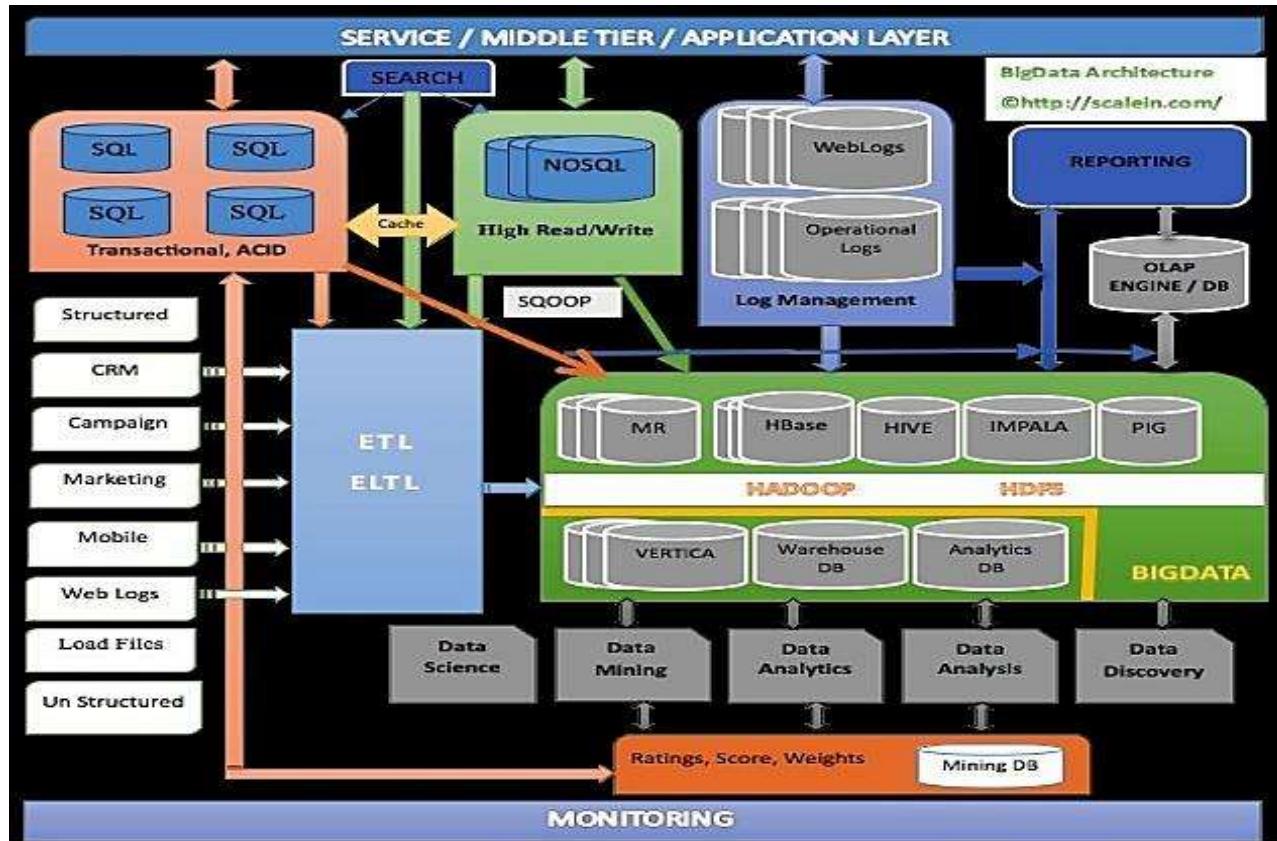 SERVICE / MIDDLE TIER / APPLICATION LAYER
SEARCH
BigData Architecture
©http://scalein.com/
SQL
SQL
SQL
SQL
Transactional, ACID
Cache
NOSQL
High Read/Write
WebLogs
Operational
Logs
Log Management
REPORTING
OLAP
ENGINE / DB
SQOOP
Structured
CRM
Campaign
Marketing
Mobile
Web Logs
Load Files
Un Structured
ETL
ELTL
MR
HBase
HIVE
IMPALA
PIG
HADOOP HDFS
VERTICA
Warehouse
DB
Analytics
DB
BIGDATA
Data
Science
Data
Mining
Data
Analytics
Data
Analysis
Data
Discovery
Ratings, Score, Weights
Mining DB
MONITORING